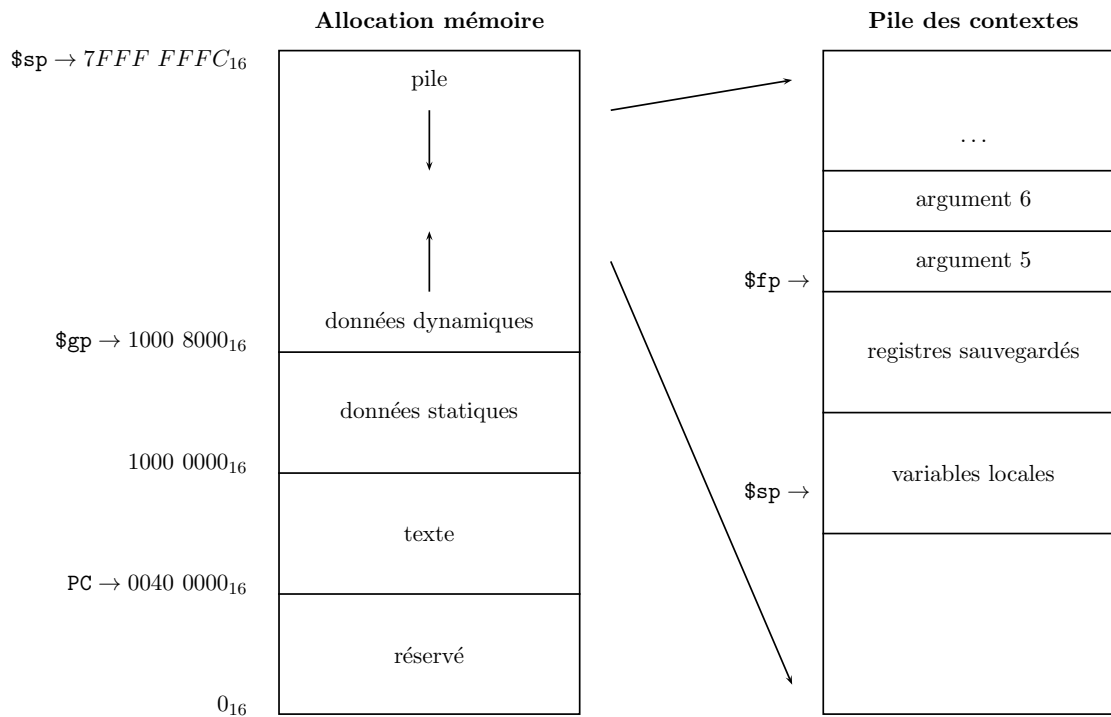 Allocation mémoire
$sp → 7FFF FFFC₁₆
pile
données dynamiques
$gp → 1000 8000₁₆
données statiques
1000 0000₁₆
texte
PC → 0040 0000₁₆
réservé
0₁₆
Pile des contextes
...
argument 6
argument 5
$fp →
registres sauvegardés
variables locales
$sp →